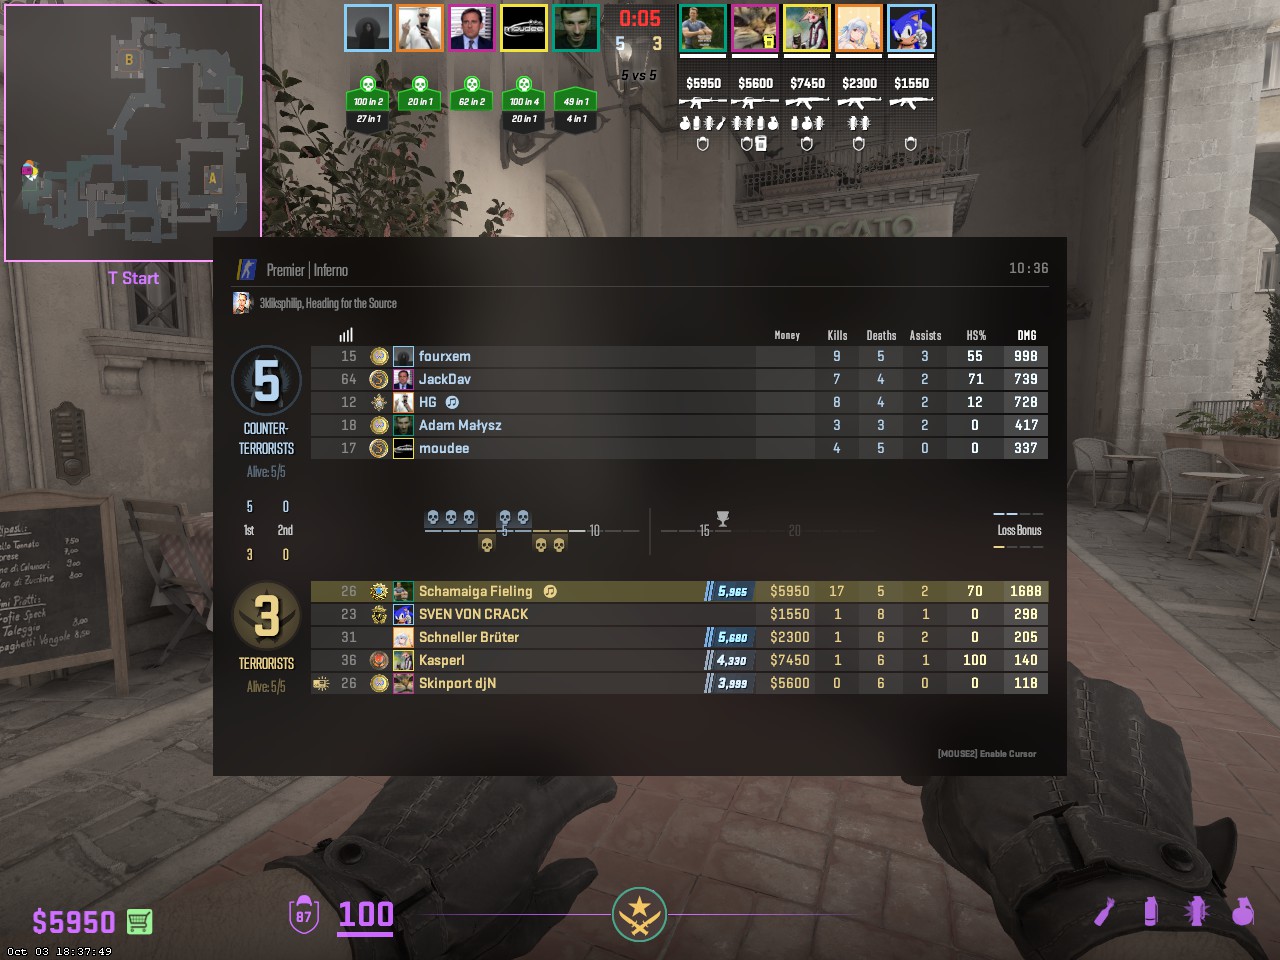 B
A
T Start
0:05
5 3
5 vs 5
100 in 2
27 in 1
20 in 1
62 in 2
100 in 4
20 in 1
49 in 1
4 in 1
moudee
$5950 $5600 $7450 $2300 $1550
MERCATO
Premier | Inferno
10:36
3kliksphilip, Heading for the Source
Money Kills Deaths Assists HS% DMG
5
COUNTER-
TERRORISTS
Alive: 5/5
15 fourxem 9 5 3 55 998
64 JackDav 7 4 2 71 739
12 HG 8 4 2 12 728
18 Adam Małysz 3 3 2 0 417
17 moudee 4 5 0 0 337
5 0
1st 2nd
3 0
5 10 15 20
Loss Bonus
3
TERRORISTS
Alive: 5/5
26 Schamaiga Fieling 5,965 $5950 17 5 2 70 1688
23 SVEN VON CRACK $1550 1 8 1 0 298
31 Schneller Brüter 5,680 $2300 1 6 2 0 205
36 Kasperl 4,330 $7450 1 6 1 100 140
26 Skinport djN 3,999 $5600 0 6 0 0 118
[MOUSE2] Enable Cursor
$5950
87 100
Oct 03 18:37:49